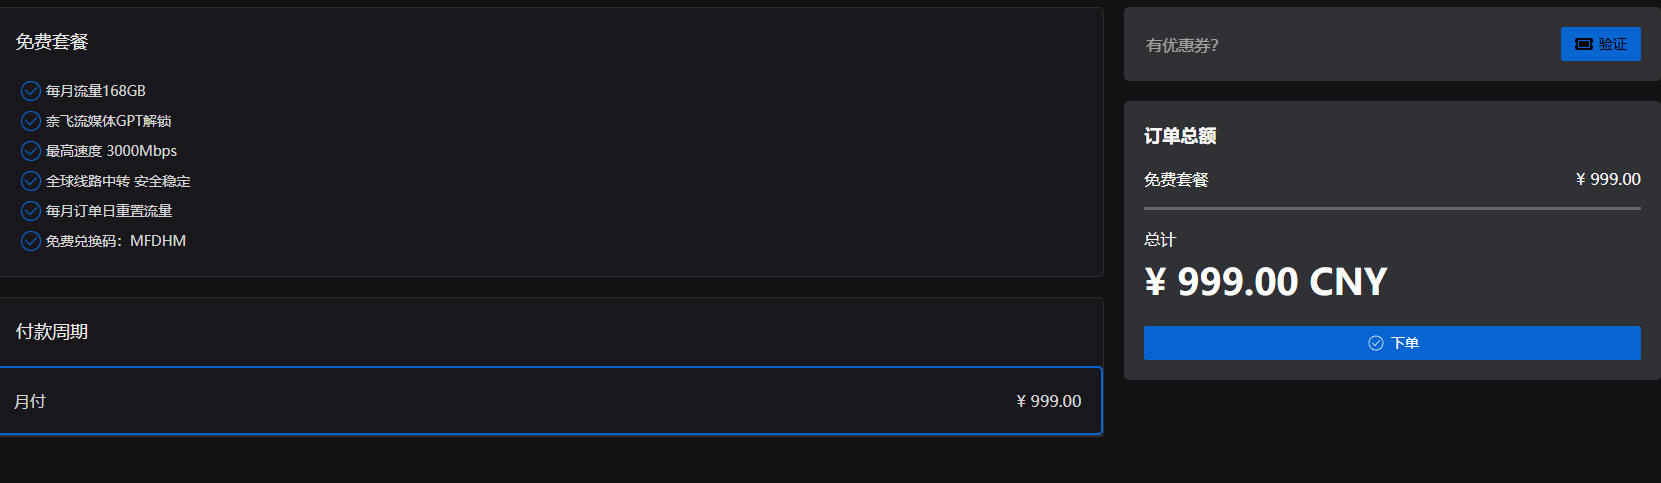 免费套餐
每月流量168GB
奈飞流媒体GPT解锁
最高速度 3000Mbps
全球线路中转 安全稳定
每月订单日重置流量
免费兑换码：MFDHM
付款周期
月付 ¥ 999.00
有优惠券？ 验证
订单总额
免费套餐 ¥ 999.00
总计
¥ 999.00 CNY
下单